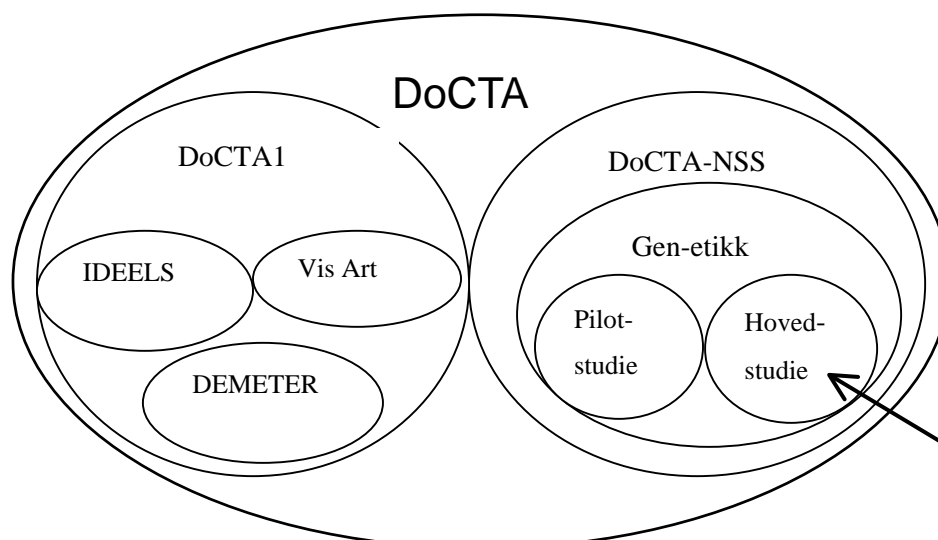 DoCTA
DoCTA1
DoCTA-NSS
IDEELS
Vis Art
DEMETER
Gen-etikk
Pilot-
studie
Hoved-
studie